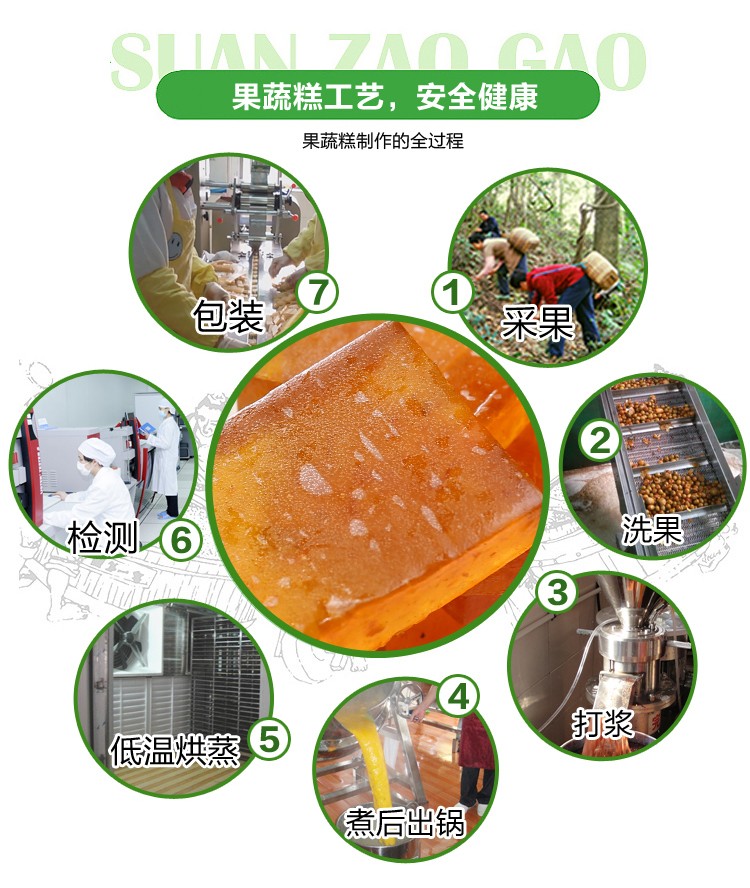 SUAN ZAO GAO
果蔬糕工艺，安全健康
果蔬糕制作的全过程
1
采果
2
洗果
3
打浆
4
煮后出锅
5
低温烘蒸
6
检测
7
包装